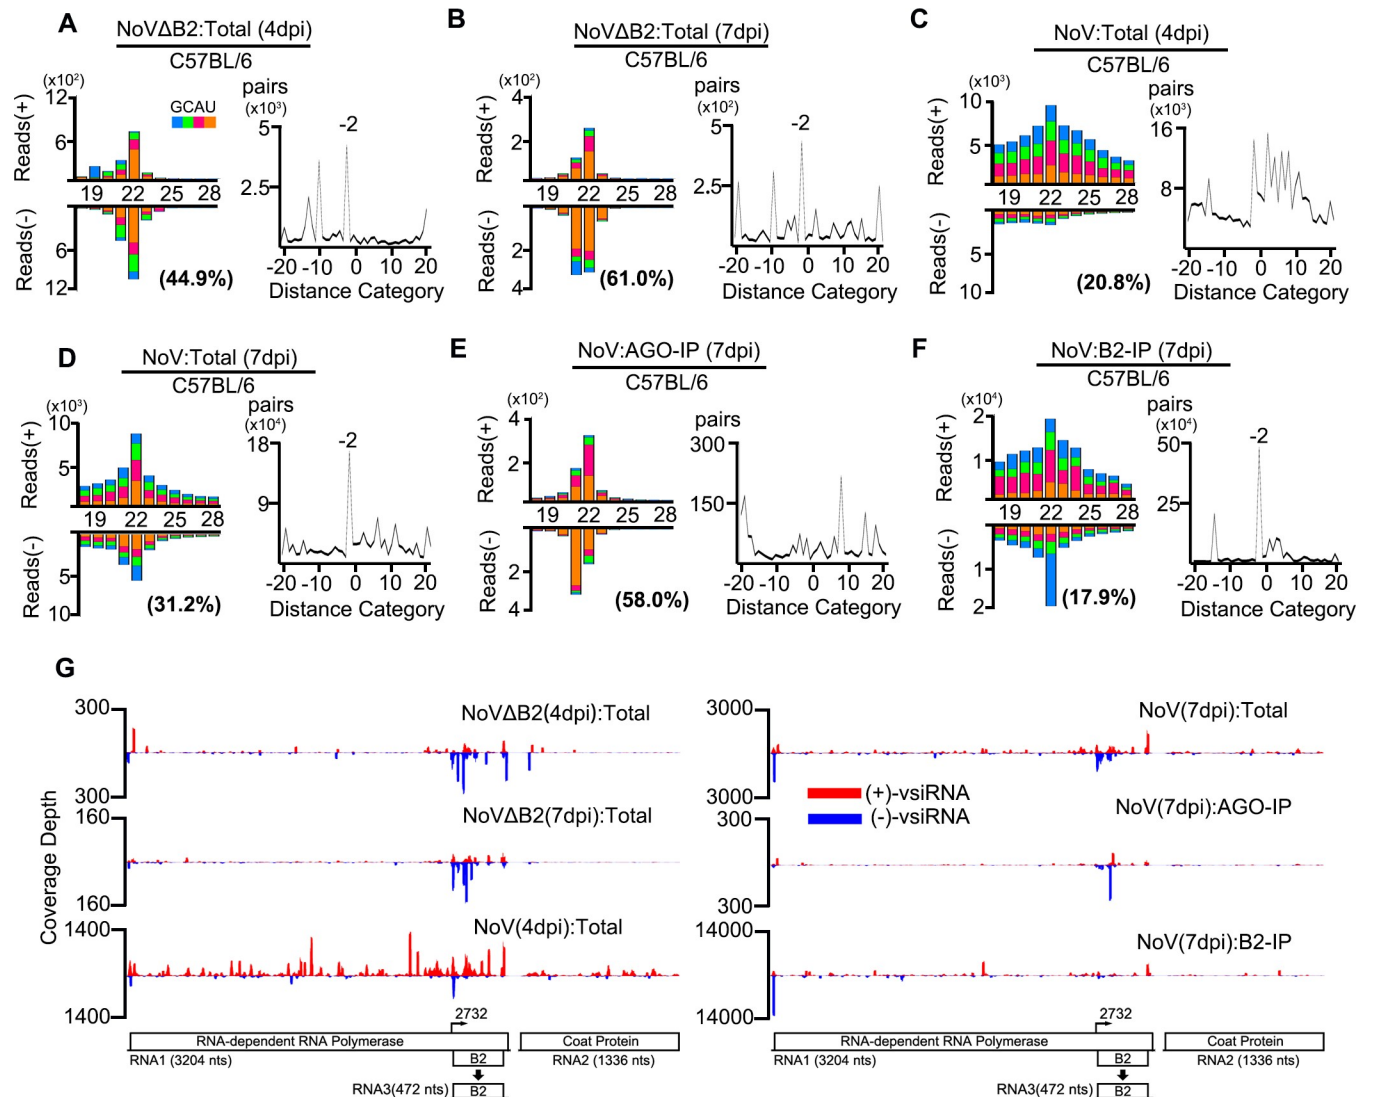 A
NoVΔB2:Total (4dpi)
C57BL/6
(x10²)
12
6
Reads(+)
GCAU
19 22 25 28
Reads(-)
6
12
(44.9%)
pairs
(x10³)
5
2.5
-2
-20 -10 0 10 20
Distance Category
B
NoVΔB2:Total (7dpi)
C57BL/6
(x10²)
4
2
Reads(+)
19 22 25 28
Reads(-)
2
4
(61.0%)
pairs
(x10²)
5
2.5
-2
-20 -10 0 10 20
Distance Category
C
NoV:Total (4dpi)
C57BL/6
(x10³)
10
5
Reads(+)
19 22 25 28
Reads(-)
5
10
(20.8%)
pairs
(x10³)
16
8
-20 -10 0 10 20
Distance Category
D
NoV:Total (7dpi)
C57BL/6
(x10³)
10
5
Reads(+)
19 22 25 28
Reads(-)
5
10
(31.2%)
pairs
(x10⁴)
18
9
-2
-20 -10 0 10 20
Distance Category
E
NoV:AGO-IP (7dpi)
C57BL/6
(x10²)
4
2
Reads(+)
19 22 25 28
Reads(-)
2
4
(58.0%)
pairs
300
150
-20 -10 0 10 20
Distance Category
F
NoV:B2-IP (7dpi)
C57BL/6
(x10⁴)
2
1
Reads(+)
19 22 25 28
Reads(-)
1
2
(17.9%)
pairs
(x10⁴)
50
25
-2
-20 -10 0 10 20
Distance Category
G
Coverage Depth
300
NoVΔB2(4dpi):Total
300
160
NoVΔB2(7dpi):Total
160
1400
NoV(4dpi):Total
1400
2732
RNA-dependent RNA Polymerase
Coat Protein
RNA1 (3204 nts)
B2
RNA2 (1336 nts)
RNA3(472 nts)
B2
3000
NoV(7dpi):Total
3000
(+)-vsiRNA
(-)-vsiRNA
300
NoV(7dpi):AGO-IP
300
14000
NoV(7dpi):B2-IP
14000
2732
RNA-dependent RNA Polymerase
Coat Protein
RNA1 (3204 nts)
B2
RNA2 (1336 nts)
RNA3(472 nts)
B2